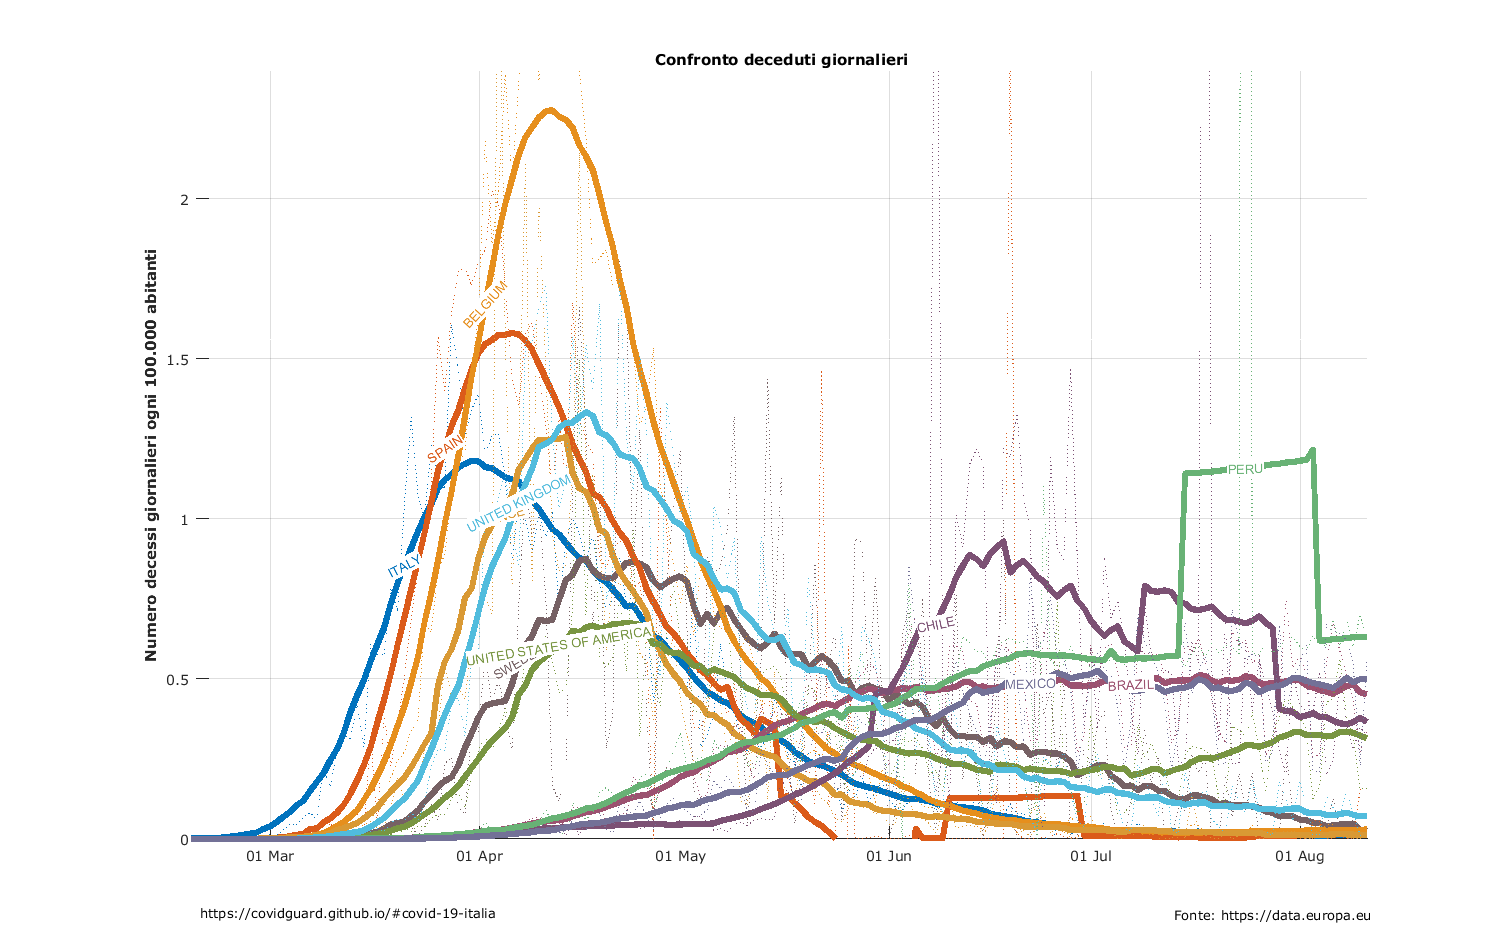 Confronto deceduti giornalieri
Numero decessi giornalieri ogni 100.000 abitanti
2
1.5
1
0.5
0
BELGIUM
SPAIN
ITALY
UNITED KINGDOM
UNITED STATES OF AMERICA
PERU
CHILE
MEXICO
BRAZIL
01 Mar
01 Apr
01 May
01 Jun
01 Jul
01 Aug
https://covidguard.github.io/#covid-19-italia
Fonte: https://data.europa.eu